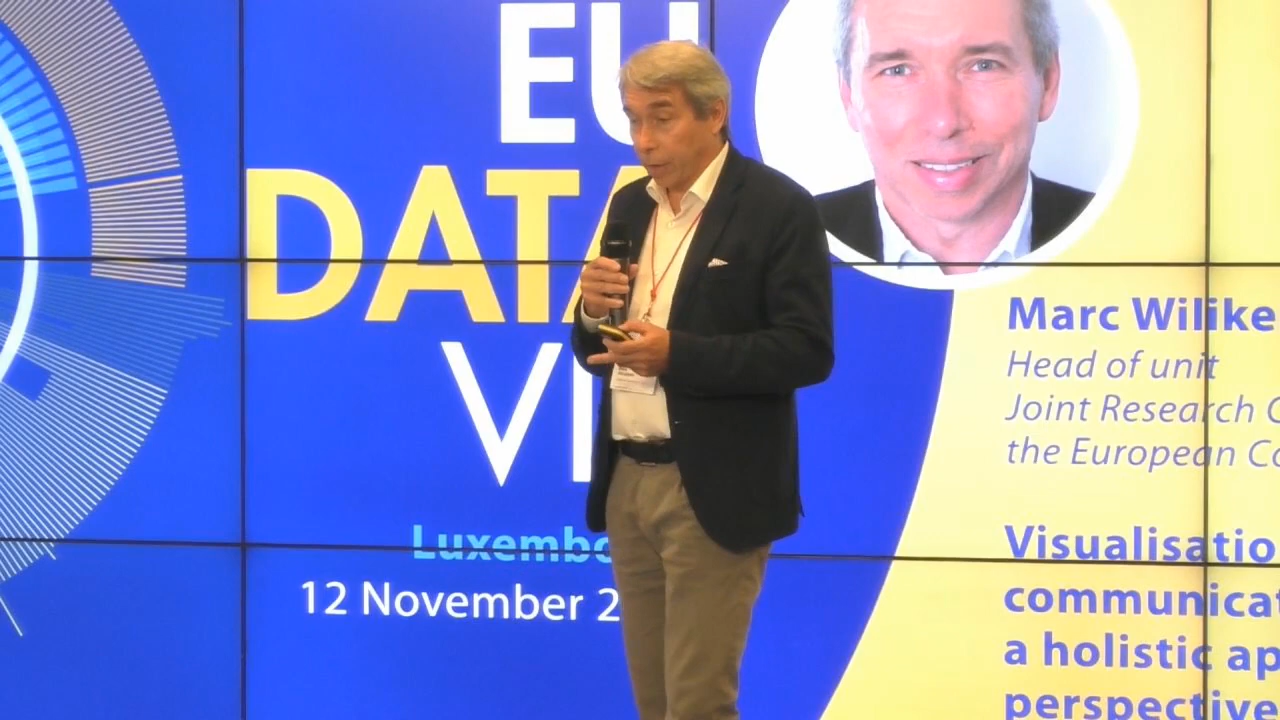 EU
DATA
VI
Luxembo
12 November 2
Marc Wilike
Head of unit
Joint Research C
the European Co
Visualisatio
communicat
a holistic ap
perspective